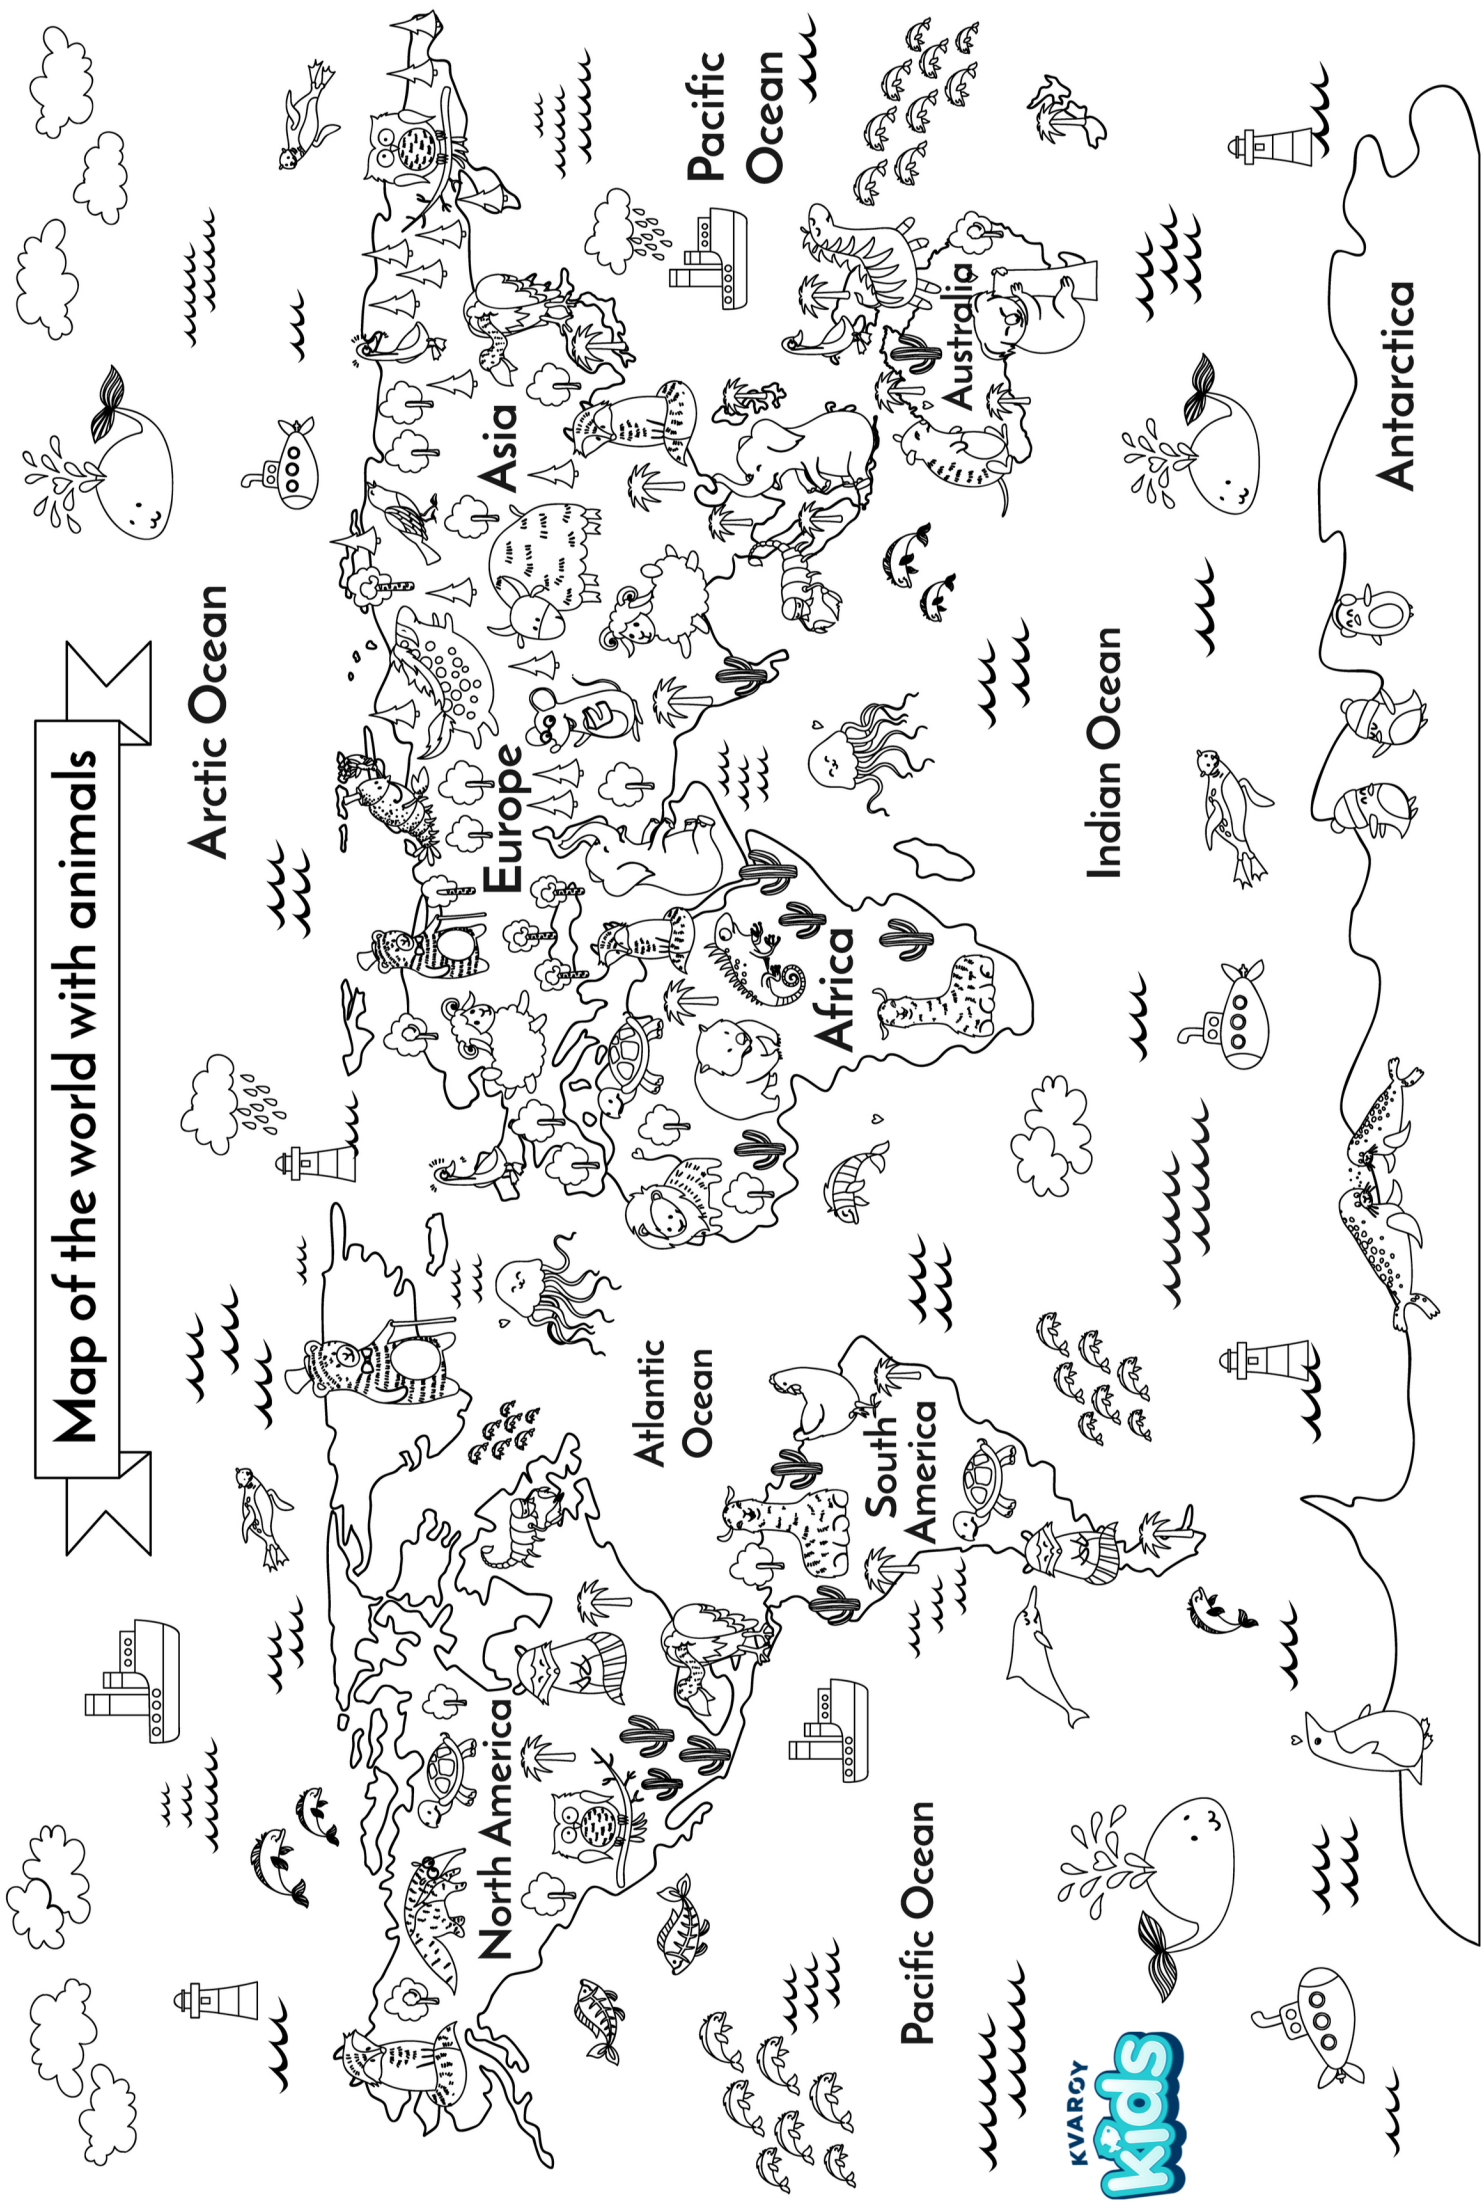 Map of the world with animals
Arctic Ocean
North America
Europe
Asia
Atlantic
Ocean
Pacific
Ocean
Africa
South
America
Australia
Pacific Ocean
Indian Ocean
Antarctica
KVARØY
kids